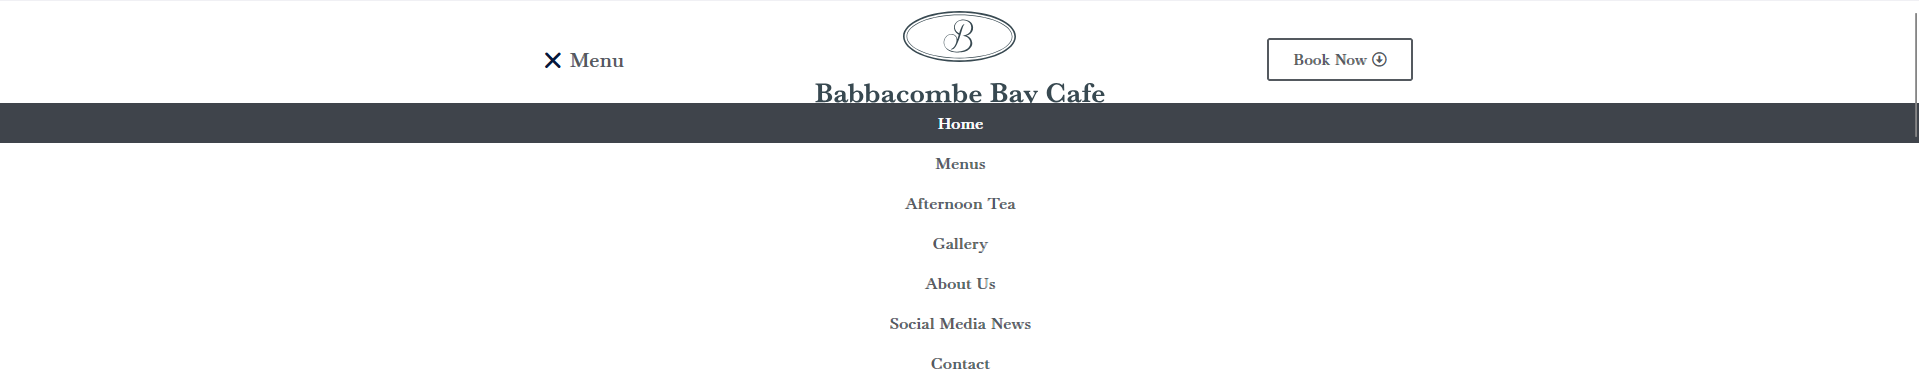 B
Menu
Book Now
Babbacombe Bay Cafe
Home
Menus
Afternoon Tea
Gallery
About Us
Social Media News
Contact